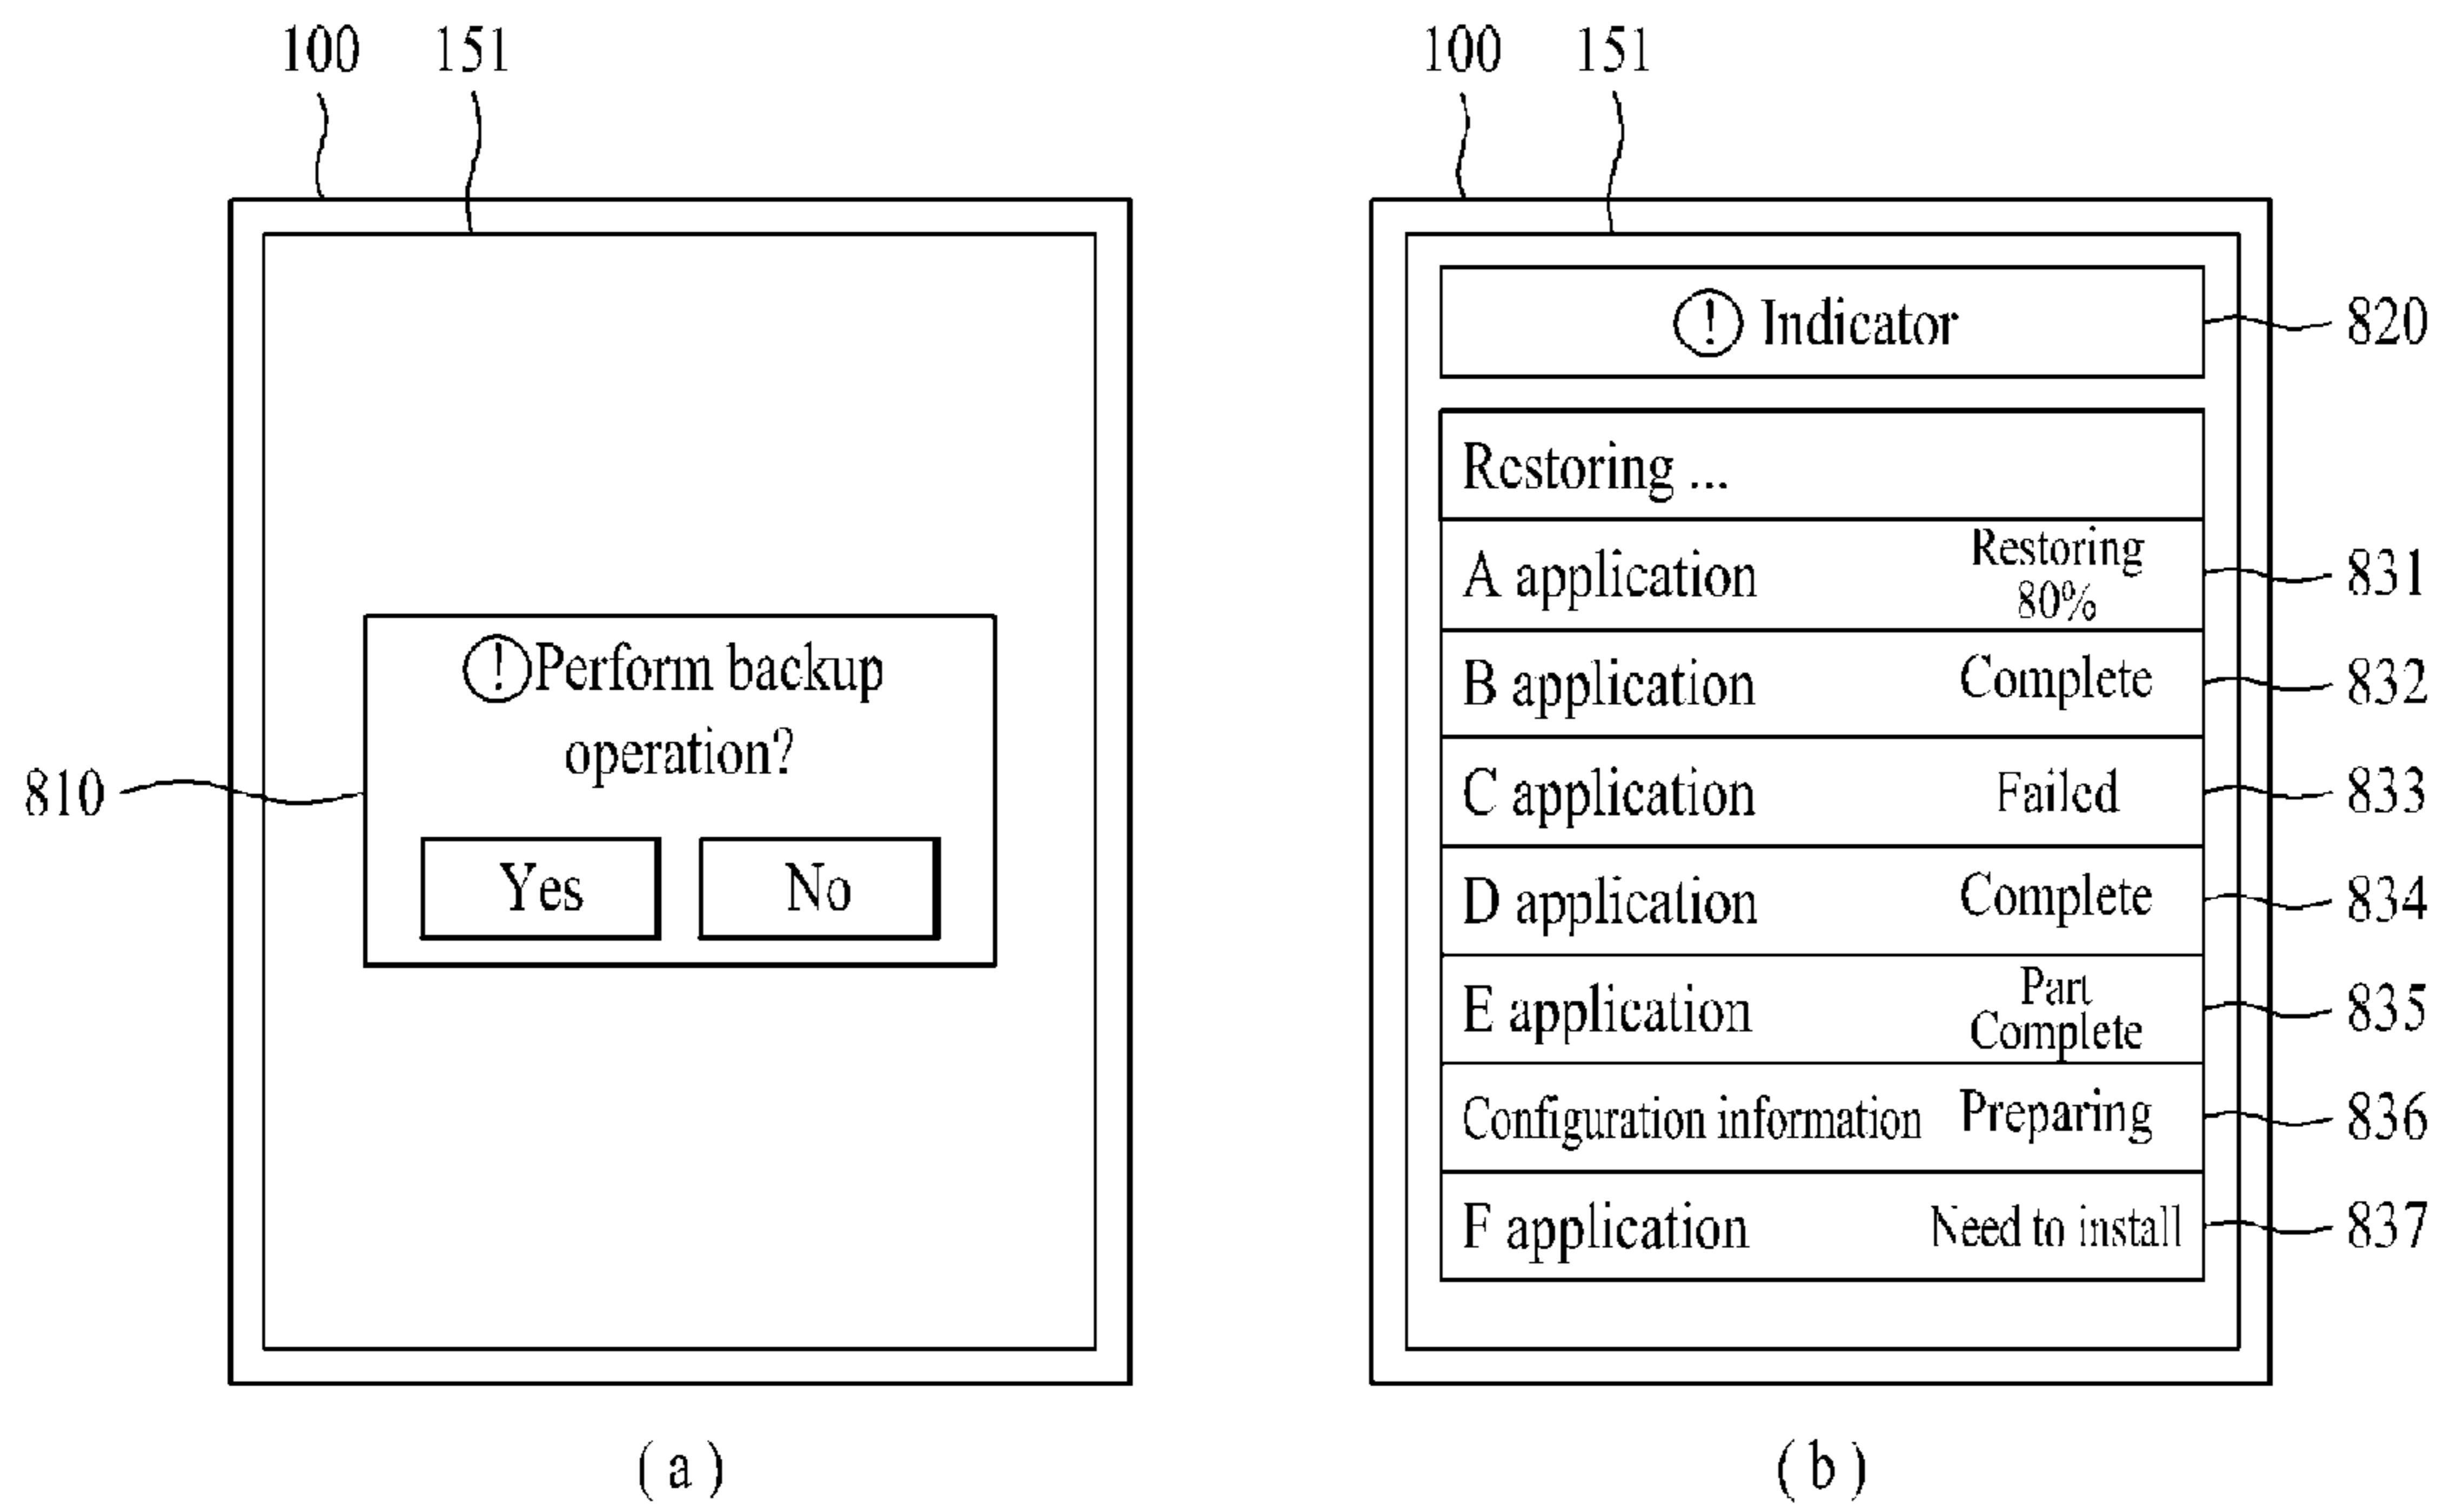 100 151
100 151
! Perform backup
operation?
Yes No
810
! Indicator 820
Restoring ...
A application Restoring 80% 831
B application Complete 832
C application Failed 833
D application Complete 834
E application Part Complete 835
Configuration information Preparing 836
F application Need to install 837
(a)
(b)